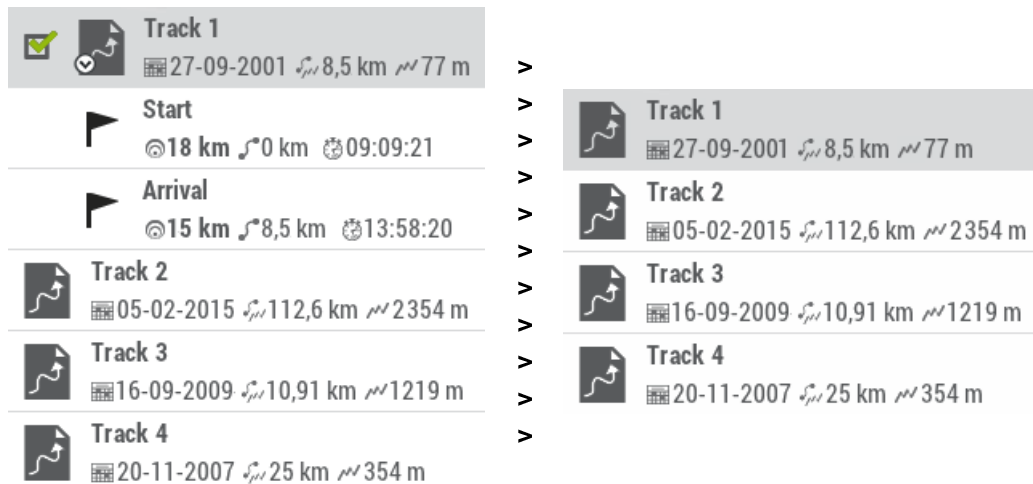 Track 1
27-09-2001 8,5 km 77 m
Start
18 km 0 km 09:09:21
Arrival
15 km 8,5 km 13:58:20
Track 2
05-02-2015 112,6 km 2354 m
Track 3
16-09-2009 10,91 km 1219 m
Track 4
20-11-2007 25 km 354 m
>
>
>
>
>
>
>
>
>
>
>
Track 1
27-09-2001 8,5 km 77 m
Track 2
05-02-2015 112,6 km 2354 m
Track 3
16-09-2009 10,91 km 1219 m
Track 4
20-11-2007 25 km 354 m